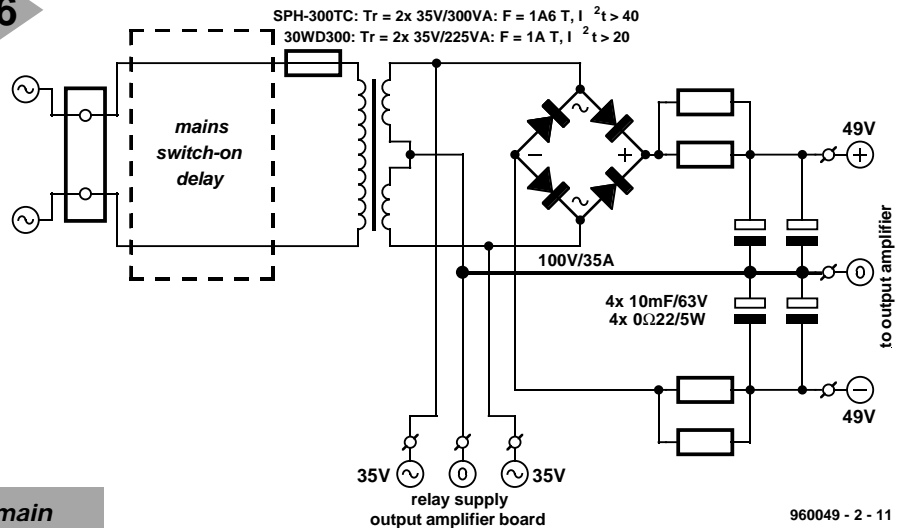 6
SPH-300TC: Tr = 2x 35V/300VA: F = 1A6 T, I ²t > 40
30WD300: Tr = 2x 35V/225VA: F = 1A T, I ²t > 20
mains
switch-on
delay
49V
+
−
+
100V/35A
0
4x 10mF/63V
4x 0Ω22/5W
to output amplifier
−
49V
35V
0
35V
relay supply
output amplifier board
main
960049 - 2 - 11